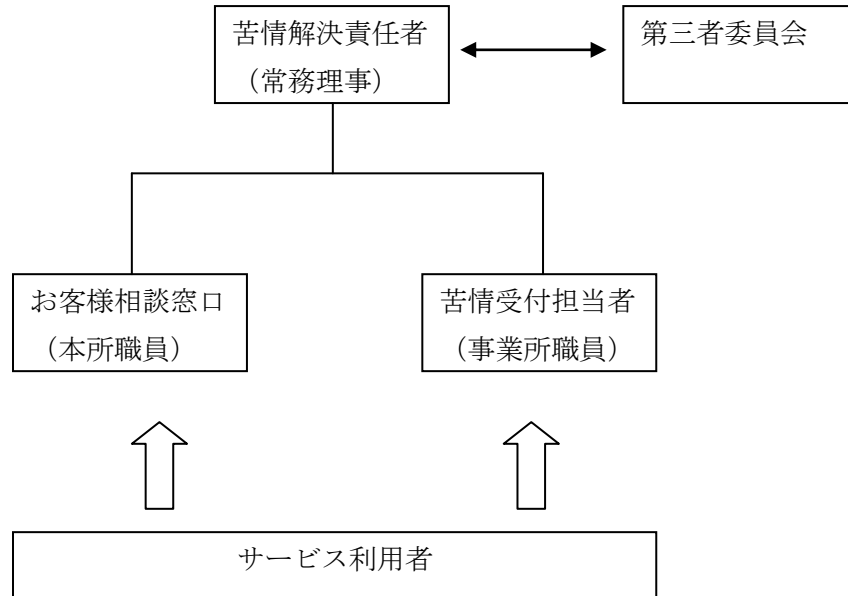 苦情解決責任者
（常務理事）
第三者委員会
お客様相談窓口
（本所職員）
苦情受付担当者
（事業所職員）
サービス利用者